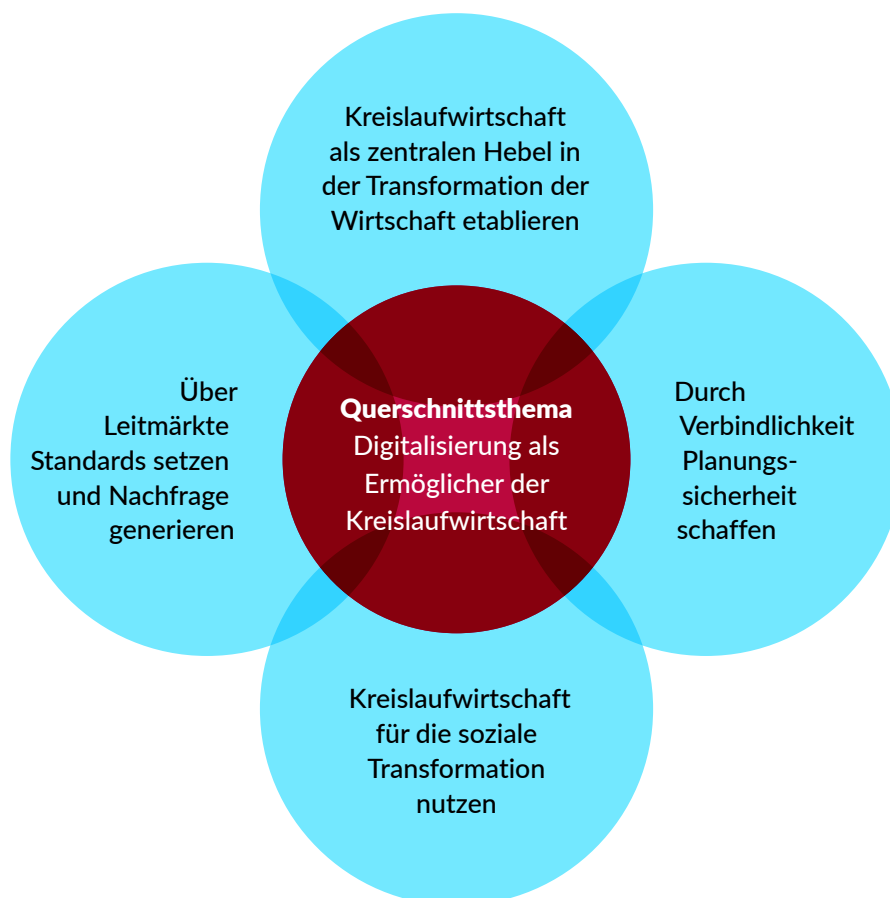 Kreislaufwirtschaft
als zentralen Hebel in
der Transformation der
Wirtschaft etablieren
Über
Leitmärkte
Standards setzen
und Nachfrage
generieren
Querschnittsthema
Digitalisierung als
Ermöglicher der
Kreislaufwirtschaft
Durch
Verbindlichkeit
Planungs-
sicherheit
schaffen
Kreislaufwirtschaft
für die soziale
Transformation
nutzen